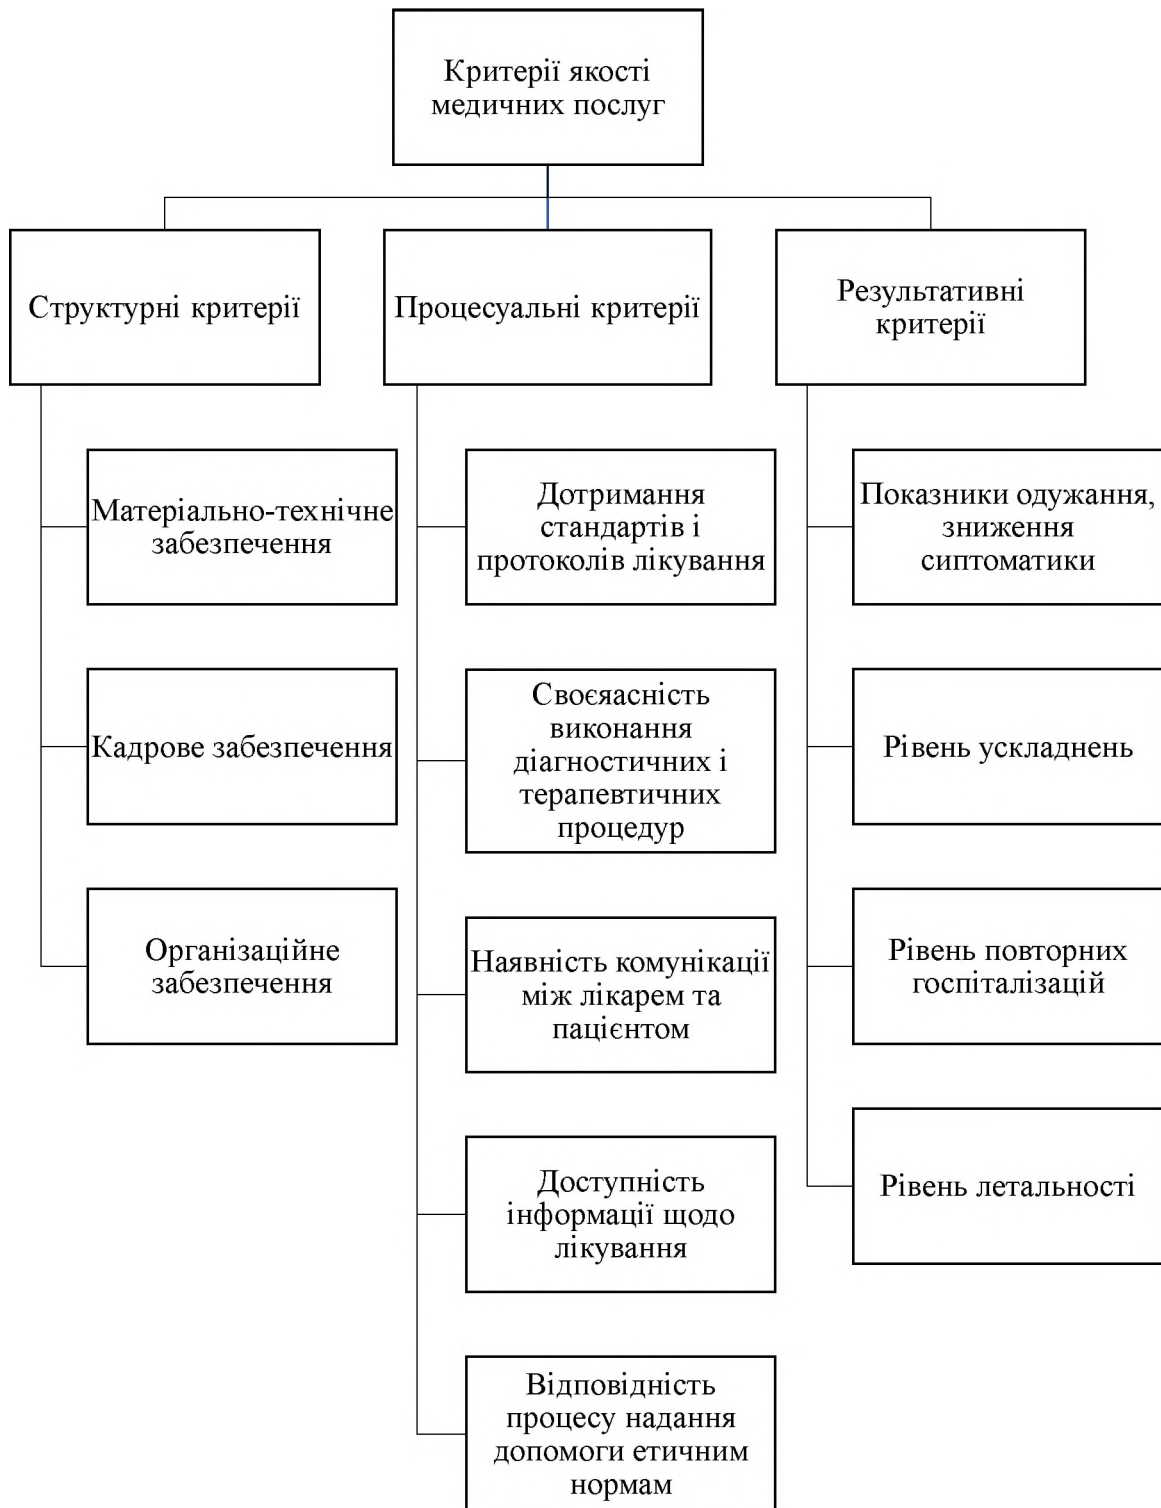 Критерії якості
медичних послуг
Структурні критерії
Процесуальні критерії
Результативні
критерії
Матеріально-технічне
забезпечення
Кадрове забезпечення
Організаційне
забезпечення
Дотримання
стандартів і
протоколів лікування
Своєяасність
виконання
діагностичних і
терапевтичних
процедур
Наявність комунікації
між лікарем та
пацієнтом
Доступність
інформації щодо
лікування
Відповідність
процесу надання
допомоги етичним
нормам
Показники одужання,
зниження
сиптоматики
Рівень ускладнень
Рівень повторних
госпіталізацій
Рівень летальності